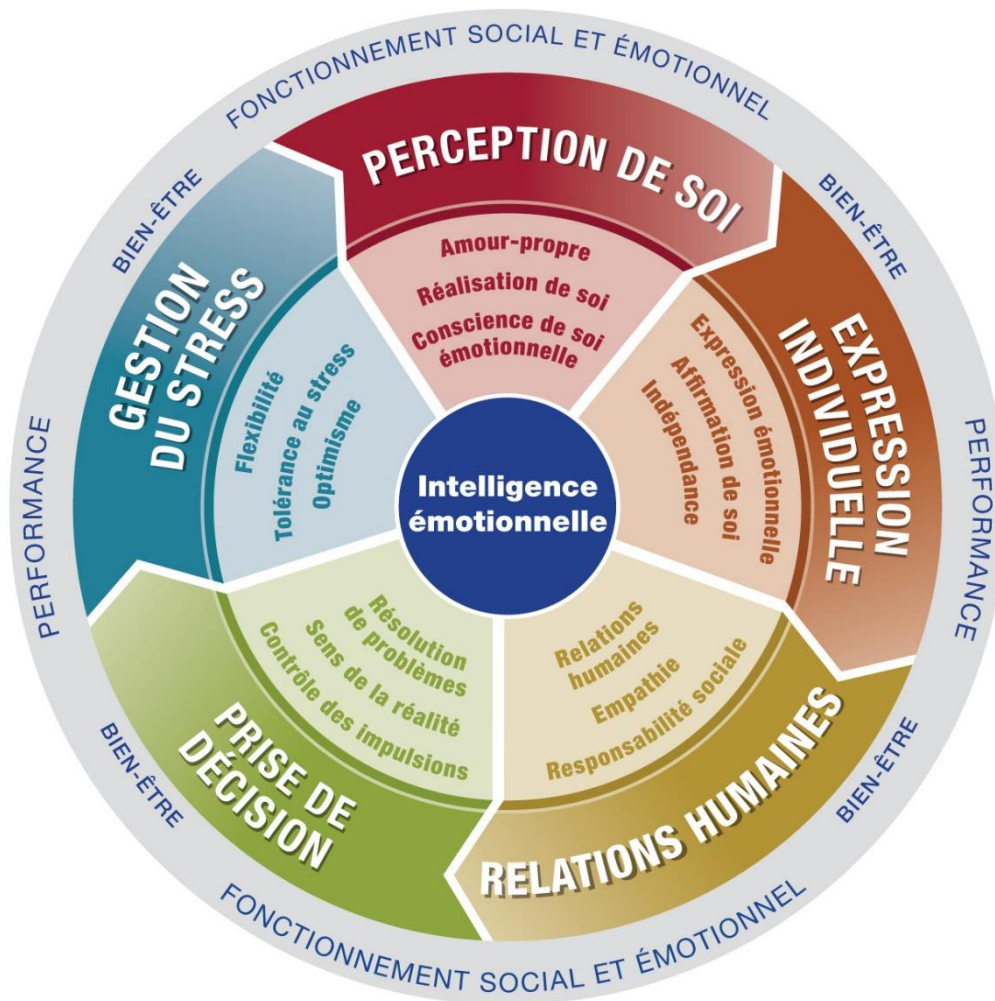 FONCTIONNEMENT SOCIAL ET ÉMOTIONNEL
BIEN-ÊTRE
BIEN-ÊTRE
PERFORMANCE
PERFORMANCE
PERCEPTION DE SOI
Amour-propre
Réalisation de soi
Conscience de soi
émotionnelle
EXPRESSION
INDIVIDUELLE
Expression émotionnelle
Affirmation de soi
Indépendance
RELATIONS HUMAINES
Relations
humaines
Empathie
Responsabilité sociale
PRISE DE
DÉCISION
Résolution
de problèmes
Sens de la réalité
Contrôle des impulsions
GESTION
DU STRESS
Flexibilité
Tolérance au stress
Optimisme
Intelligence
émotionnelle
BIEN-ÊTRE
BIEN-ÊTRE
FONCTIONNEMENT SOCIAL ET ÉMOTIONNEL